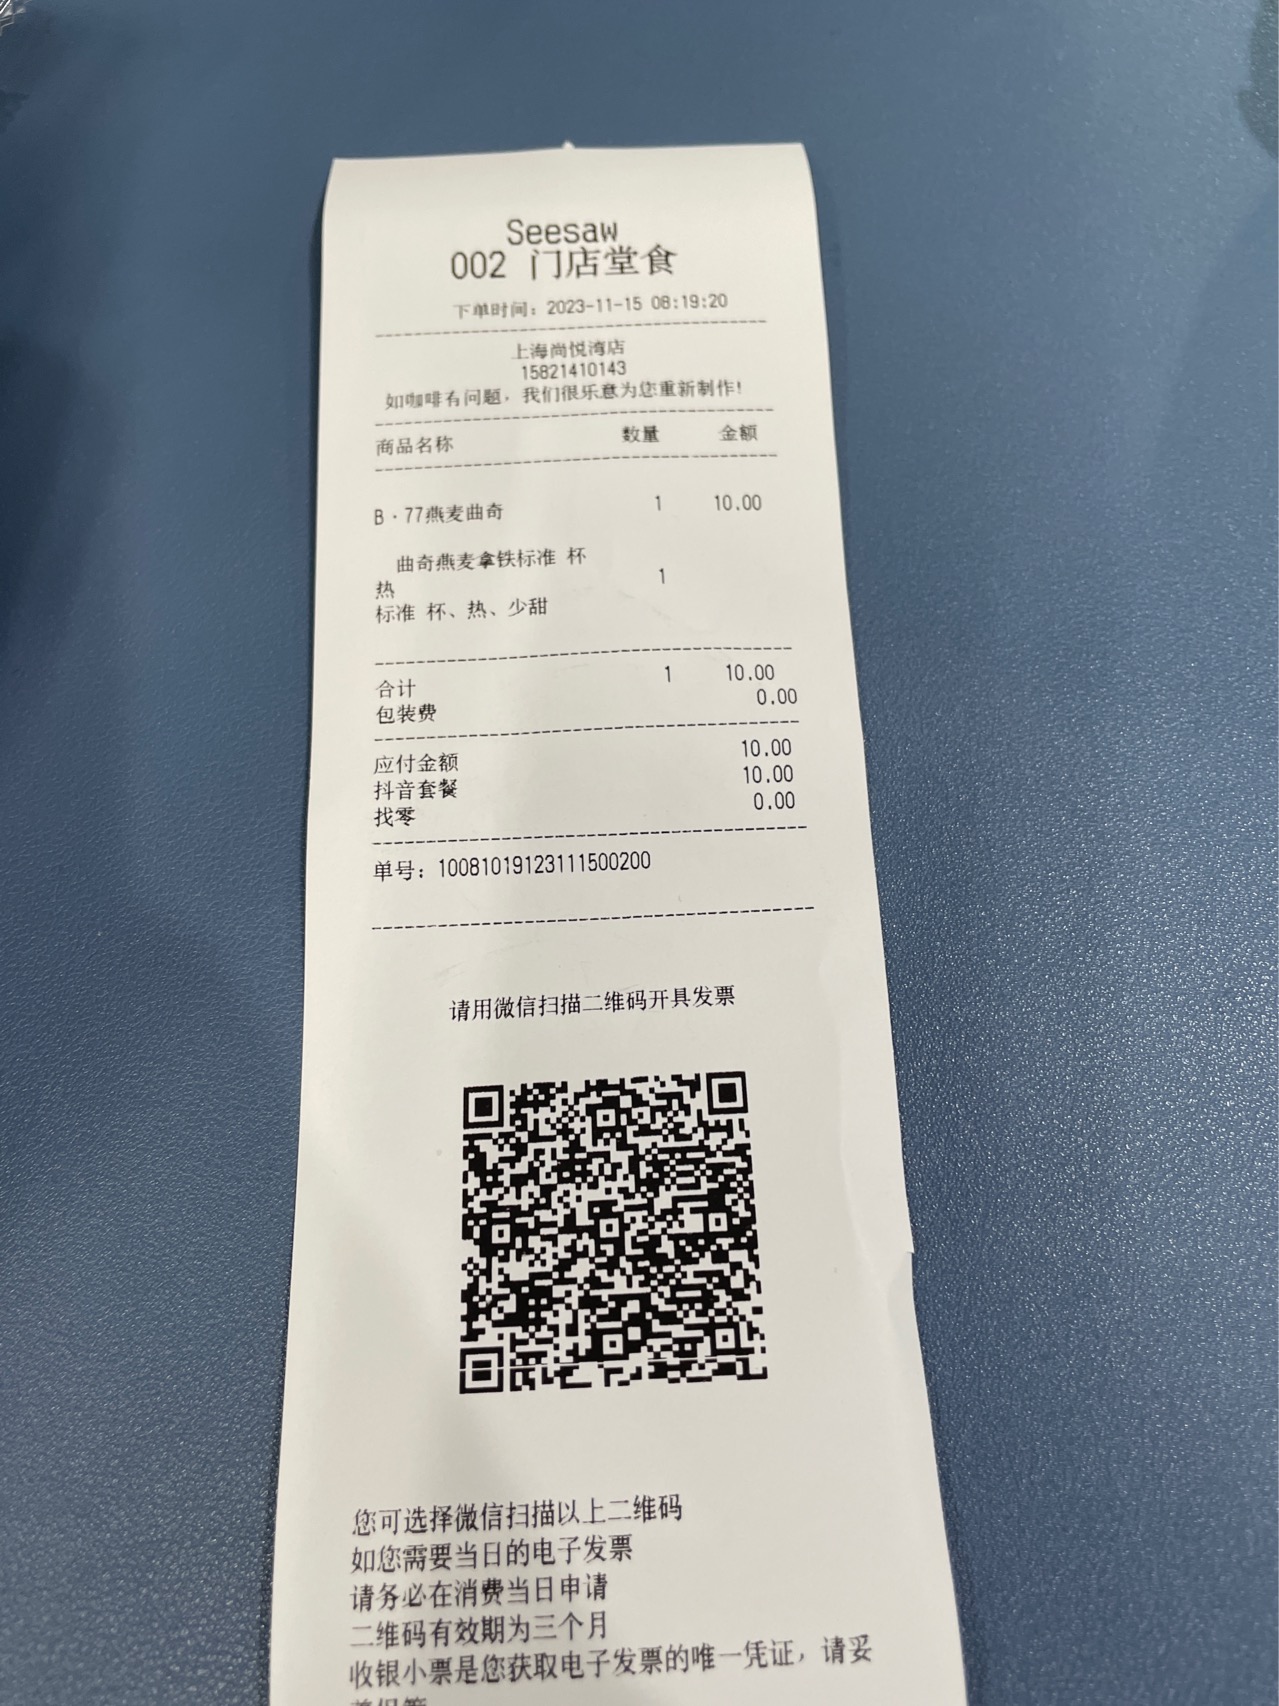 Seesaw
002 门店堂食
下单时间：2023-11-15 08:19:20
上海尚悦湾店
15821410143
如咖啡有问题，我们很乐意为您重新制作！
商品名称 数量 金额
B·77燕麦曲奇 1 10.00
曲奇燕麦拿铁标准 杯
热 1
标准 杯、热、少甜
合计 1 10.00
包装费 0.00
应付金额 10.00
抖音套餐 10.00
找零 0.00
单号：10081019123111500200
请用微信扫描二维码开具发票
您可选择微信扫描以上二维码
如您需要当日的电子发票
请务必在消费当日申请
二维码有效期为三个月
收银小票是您获取电子发票的唯一凭证，请妥